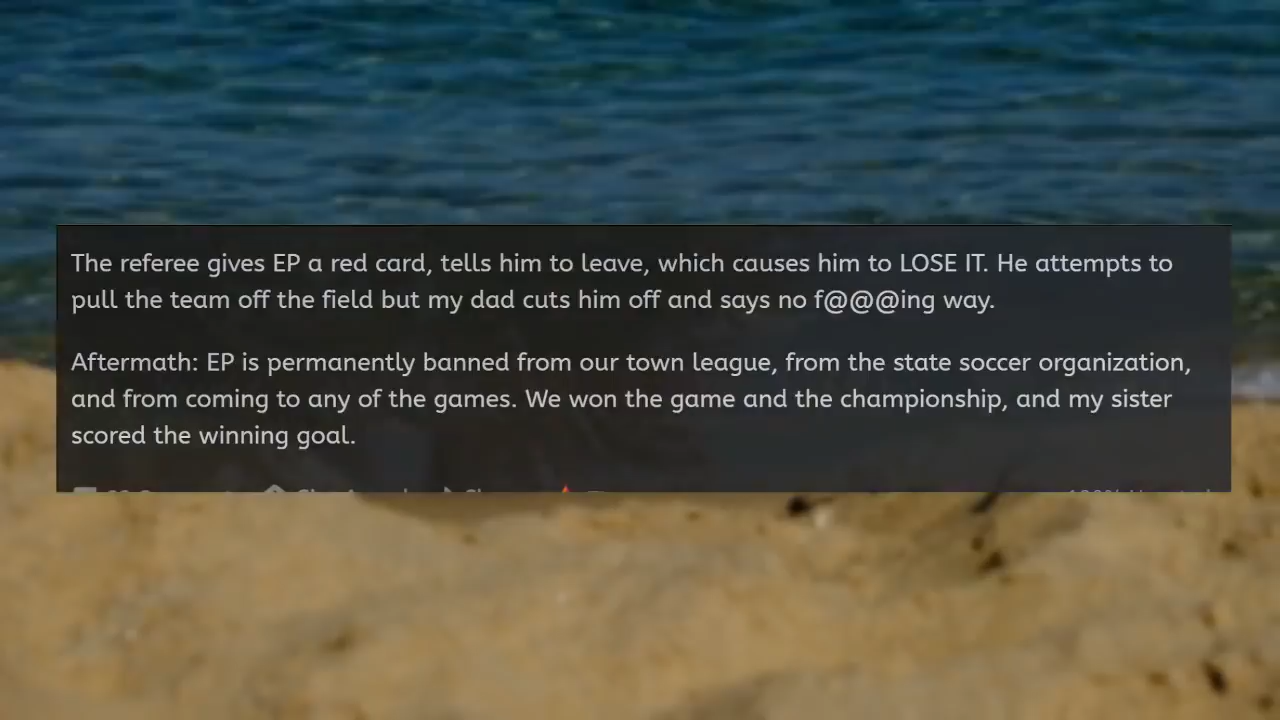 The referee gives EP a red card, tells him to leave, which causes him to LOSE IT. He attempts to
pull the team off the field but my dad cuts him off and says no f@@@ing way.
Aftermath: EP is permanently banned from our town league, from the state soccer organization,
and from coming to any of the games. We won the game and the championship, and my sister
scored the winning goal.